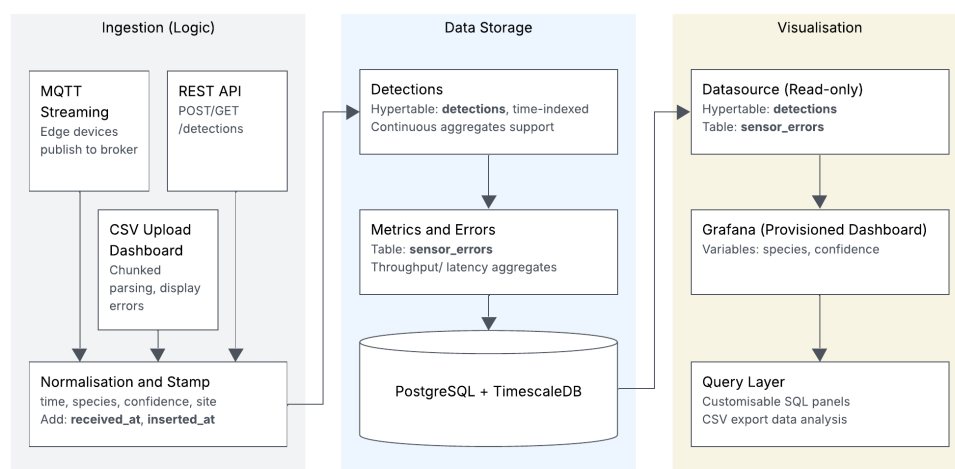 Ingestion (Logic)
MQTT
Streaming
Edge devices
publish to broker
REST API
POST/GET
/detections
CSV Upload
Dashboard
Chunked
parsing, display
errors
Normalisation and Stamp
time, species, confidence, site
Add: received_at, inserted_at
Data Storage
Detections
Hypertable: detections, time-indexed
Continuous aggregates support
Metrics and Errors
Table: sensor_errors
Throughput/ latency aggregates
PostgreSQL + TimescaleDB
Visualisation
Datasource (Read-only)
Hypertable: detections
Table: sensor_errors
Grafana (Provisioned Dashboard)
Variables: species, confidence
Query Layer
Customisable SQL panels
CSV export data analysis